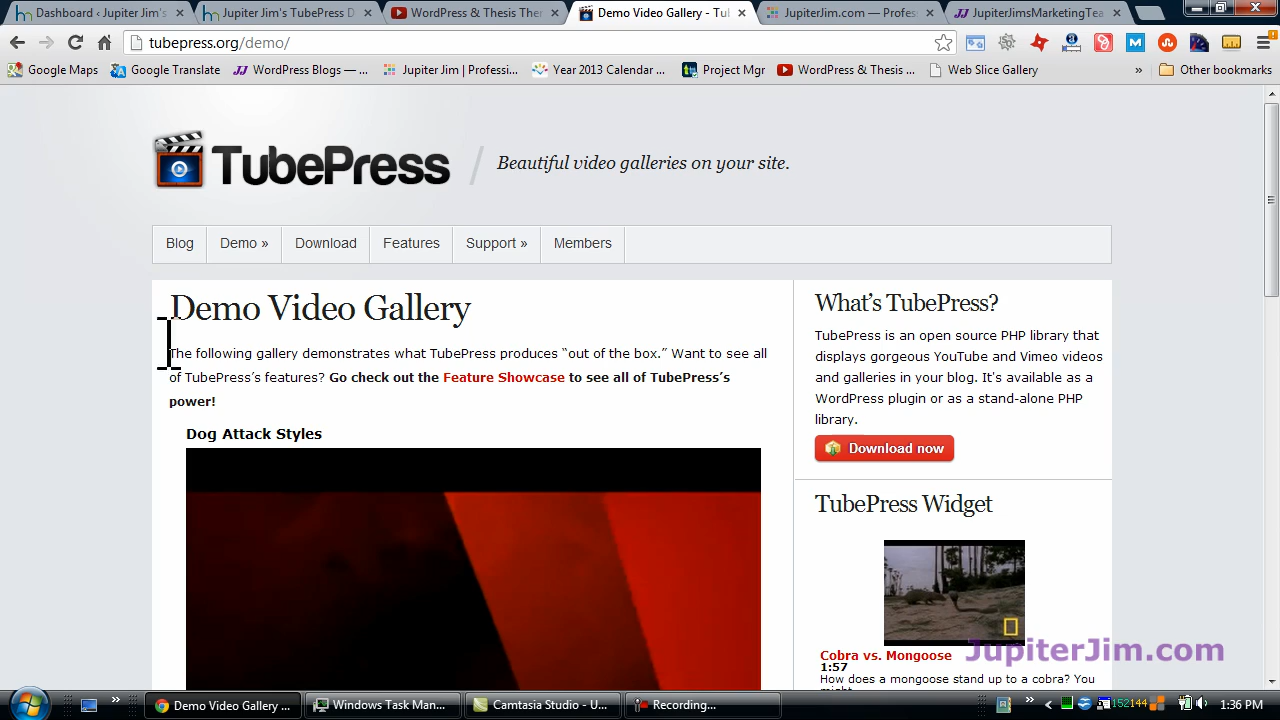 Dashboard ‹ Jupiter Jim's
Jupiter Jim's TubePress D
WordPress & Thesis Ther
Demo Video Gallery - Tu
JupiterJim.com — Profes
JupiterJimsMarketingTea
tubepress.org/demo/
Google Maps
Google Translate
WordPress Blogs — ...
Jupiter Jim | Professi...
Year 2013 Calendar ...
Project Mgr
WordPress & Thesis ...
Web Slice Gallery
»
Other bookmarks
TubePress / Beautiful video galleries on your site.
Blog
Demo »
Download
Features
Support »
Members
Demo Video Gallery
The following gallery demonstrates what TubePress produces “out of the box.” Want to see all
of TubePress’s features? Go check out the Feature Showcase to see all of TubePress’s
power!
Dog Attack Styles
What’s TubePress?
TubePress is an open source PHP library that
displays gorgeous YouTube and Vimeo videos
and galleries in your blog. It's available as a
WordPress plugin or as a stand-alone PHP
library.
Download now
TubePress Widget
Cobra vs. Mongoose
1:57
How does a mongoose stand up to a cobra? You
might
JupiterJim.com
»
Demo Video Gallery ...
Windows Task Man...
Camtasia Studio - U...
Recording...
»
152144
1:36 PM